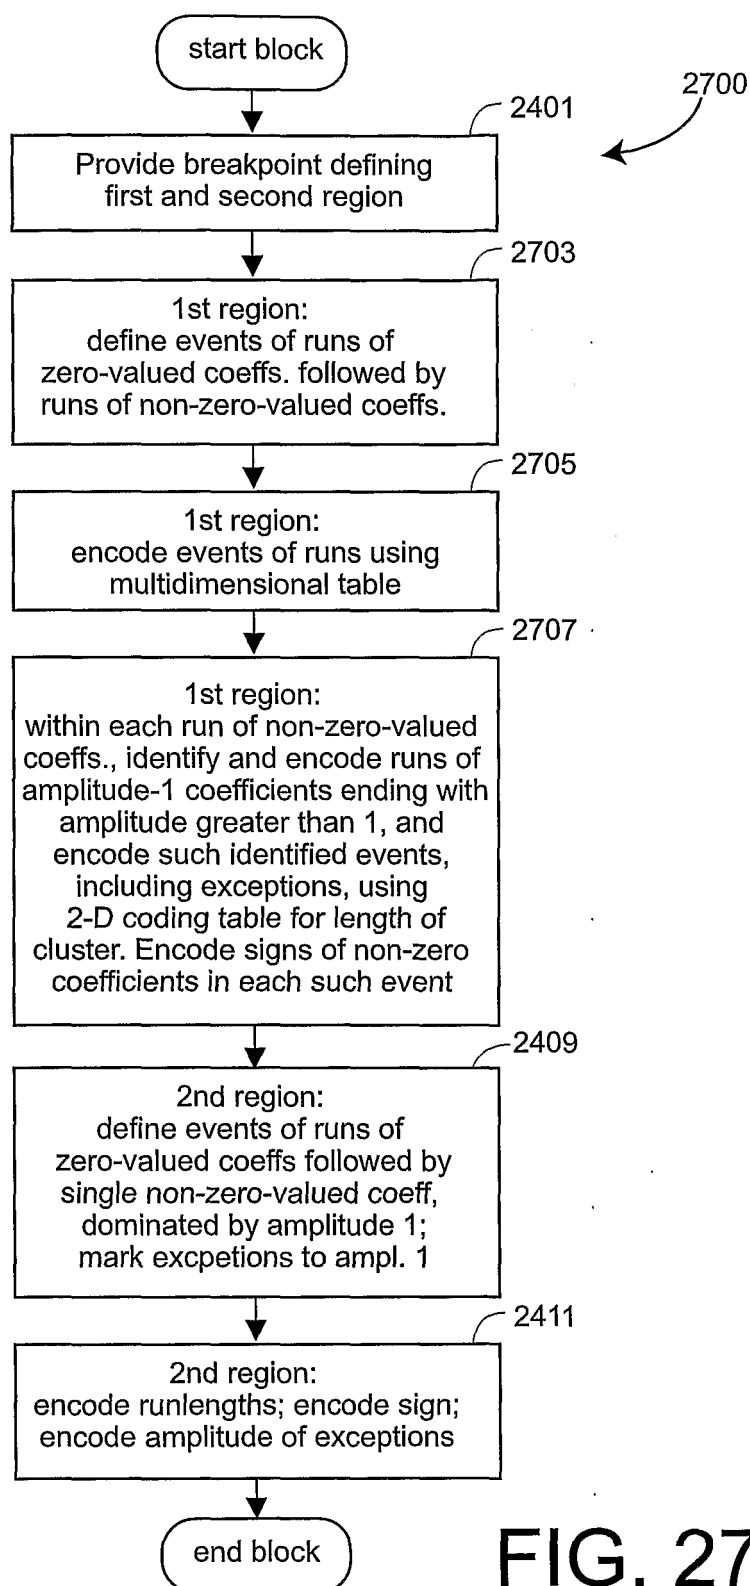 start block
2700
2401
Provide breakpoint defining
first and second region
2703
1st region:
define events of runs of
zero-valued coeffs. followed by
runs of non-zero-valued coeffs.
2705
1st region:
encode events of runs using
multidimensional table
2707
1st region:
within each run of non-zero-valued
coeffs., identify and encode runs of
amplitude-1 coefficients ending with
amplitude greater than 1, and
encode such identified events,
including exceptions, using
2-D coding table for length of
cluster. Encode signs of non-zero
coefficients in each such event
2409
2nd region:
define events of runs of
zero-valued coeffs followed by
single non-zero-valued coeff,
dominated by amplitude 1;
mark excpetions to ampl. 1
2411
2nd region:
encode runlengths; encode sign;
encode amplitude of exceptions
end block
FIG. 27